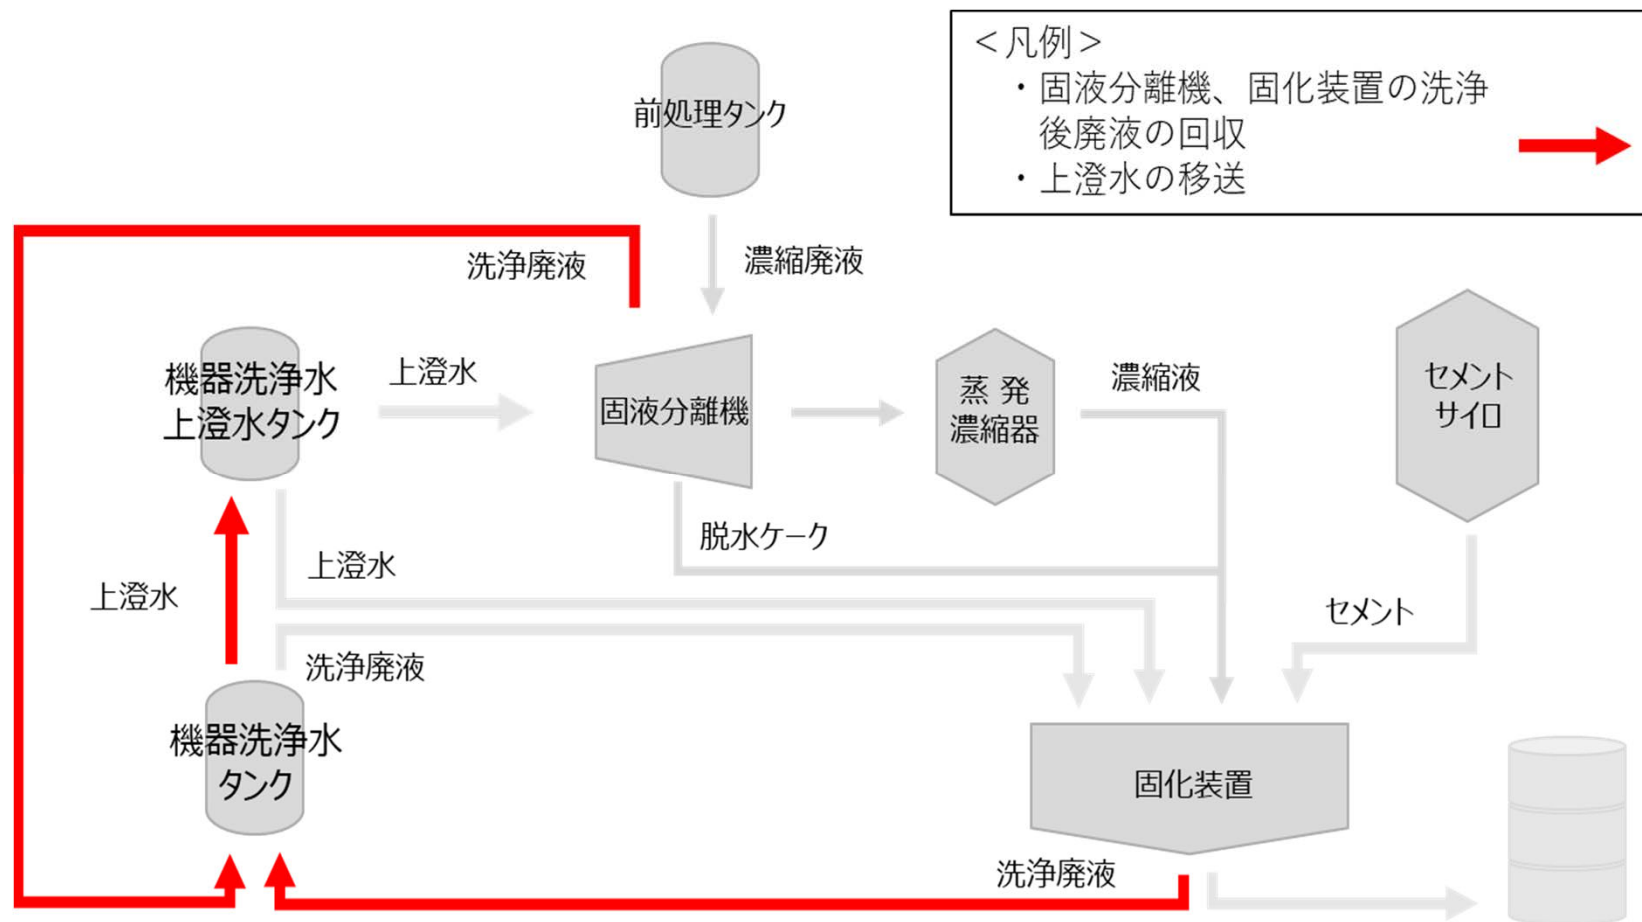 ＜凡例＞
・固液分離機、固化装置の洗浄
後廃液の回収
・上澄水の移送
前処理タンク
洗浄廃液
濃縮廃液
機器洗浄水
上澄水タンク
上澄水
固液分離機
蒸 発
濃縮器
濃縮液
セメント
サイロ
脱水ケーク
上澄水
上澄水
セメント
洗浄廃液
機器洗浄水
タンク
固化装置
洗浄廃液